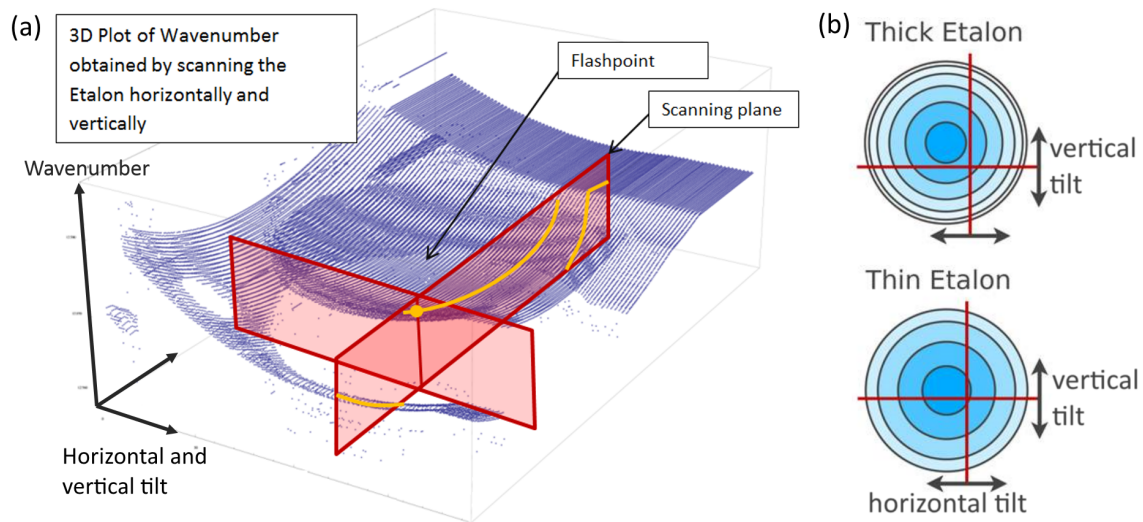 (a)
3D Plot of Wavenumber
obtained by scanning the
Etalon horizontally and
vertically
Flashpoint
Scanning plane
Wavenumber
Horizontal and
vertical tilt
(b)
Thick Etalon
vertical
tilt
Thin Etalon
vertical
tilt
horizontal tilt